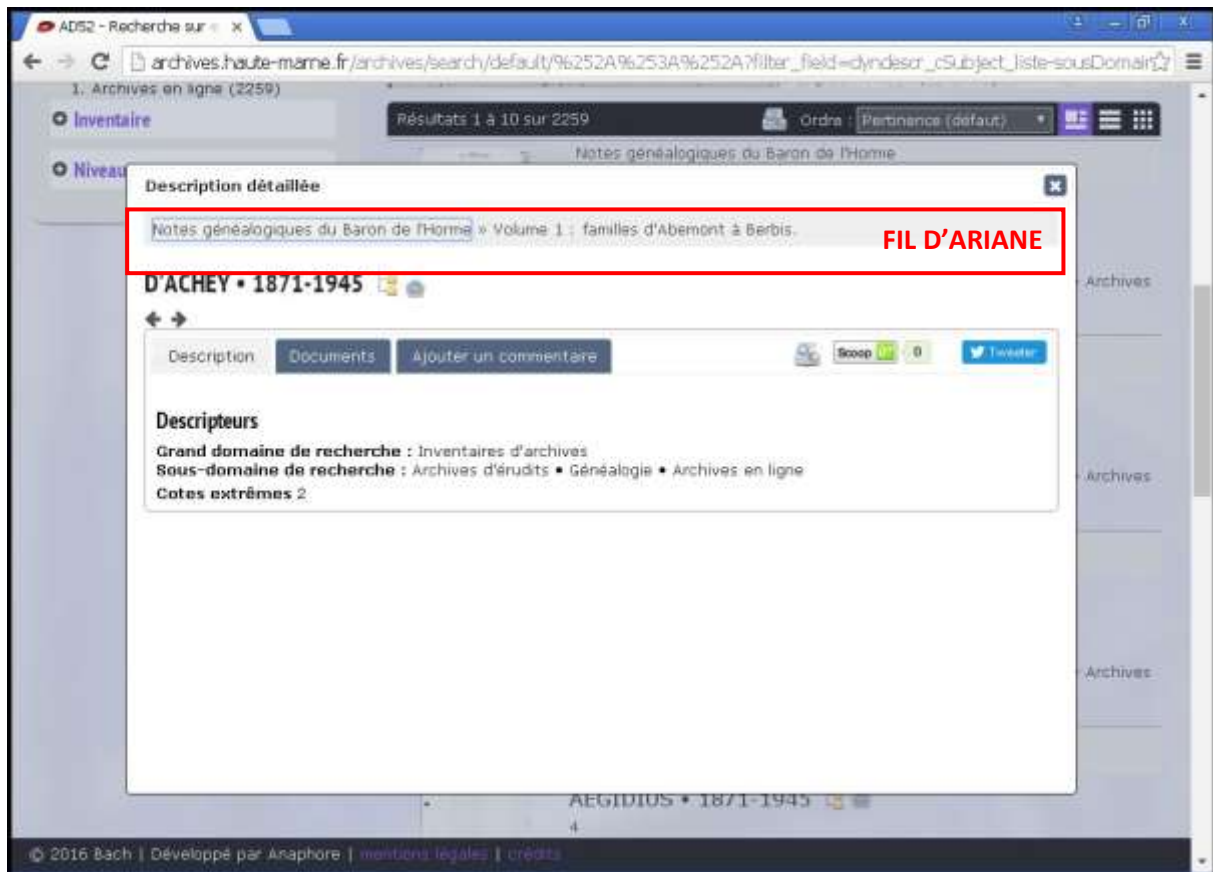 AD52 - Recherche sur
archives.haute-marne.fr/archives/search/default/%252A%253A%252A?filter_field=dyndescr_cSubject_liste-sousDomain
1. Archives en ligne (2259)
Inventaire
Résultats 1 à 10 sur 2259
Ordre : Pertinence (défaut)
Notes généalogiques du Baron de l'Horme
Niveau
Description détaillée
Notes généalogiques du Baron de l'Horme » Volume 1 : familles d'Abemont à Berbis.
FIL D'ARIANE
D'ACHEY • 1871-1945
Archives
Description Documents Ajouter un commentaire
Scoop 0 Tweeter
Descripteurs
Grand domaine de recherche : Inventaires d'archives
Sous-domaine de recherche : Archives d'érudits • Généalogie • Archives en ligne
Archives
Cotes extrêmes 2
Archives
AEGIDIUS • 1871-1945
4
© 2016 Bach | Développé par Anaphore | mentions légales | crédits